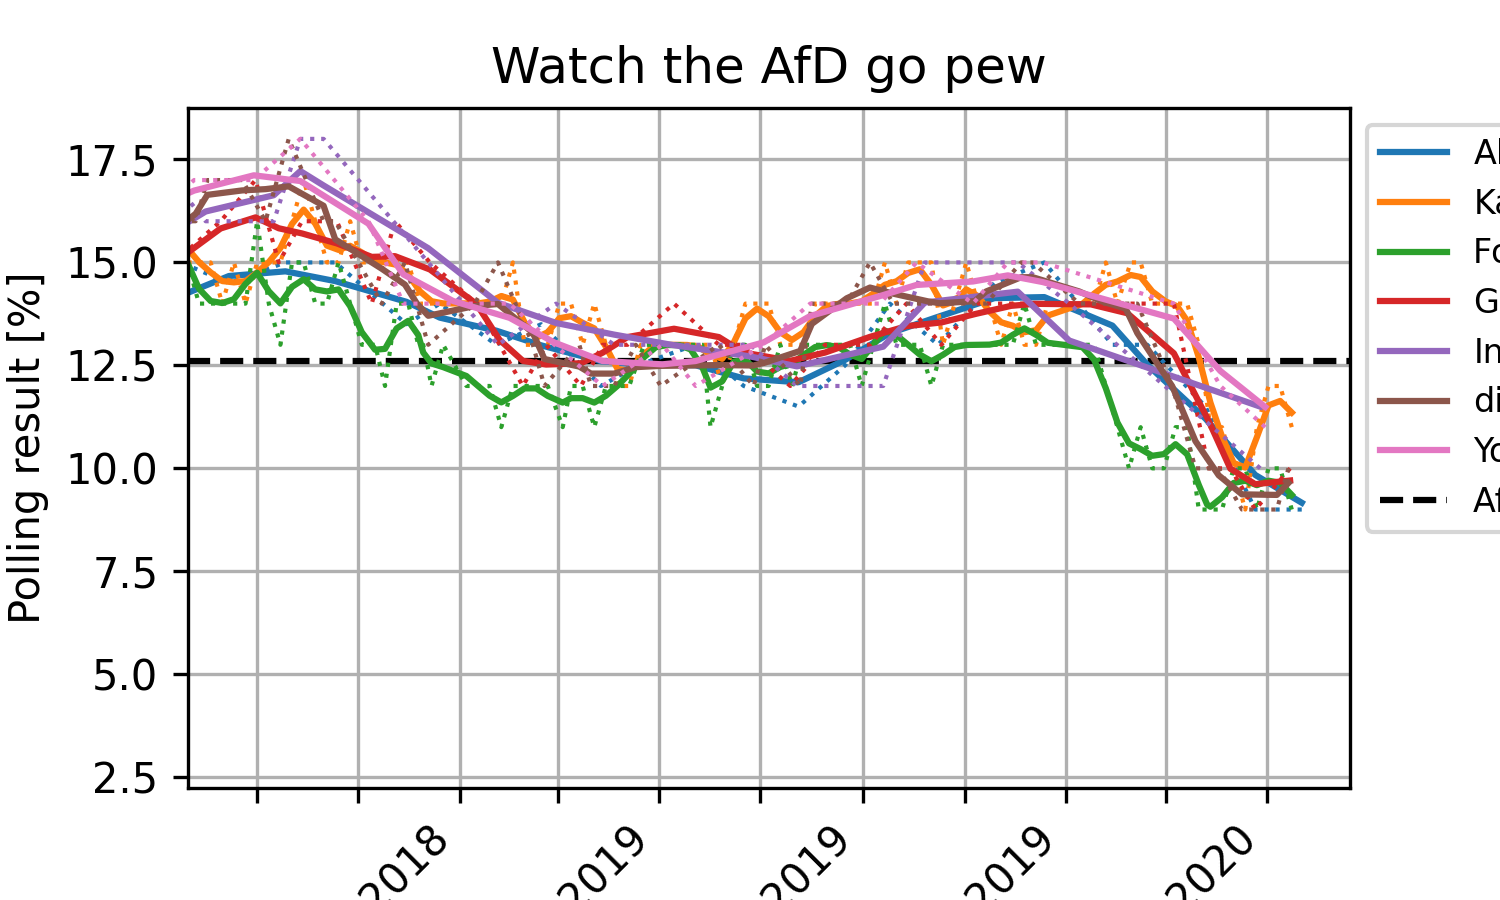 Watch the AfD go pew
Polling result [%]
17.5
15.0
12.5
10.0
7.5
5.0
2.5
2018
2019
2019
2019
2020
Al
Ka
Fo
G
In
di
Yo
Af